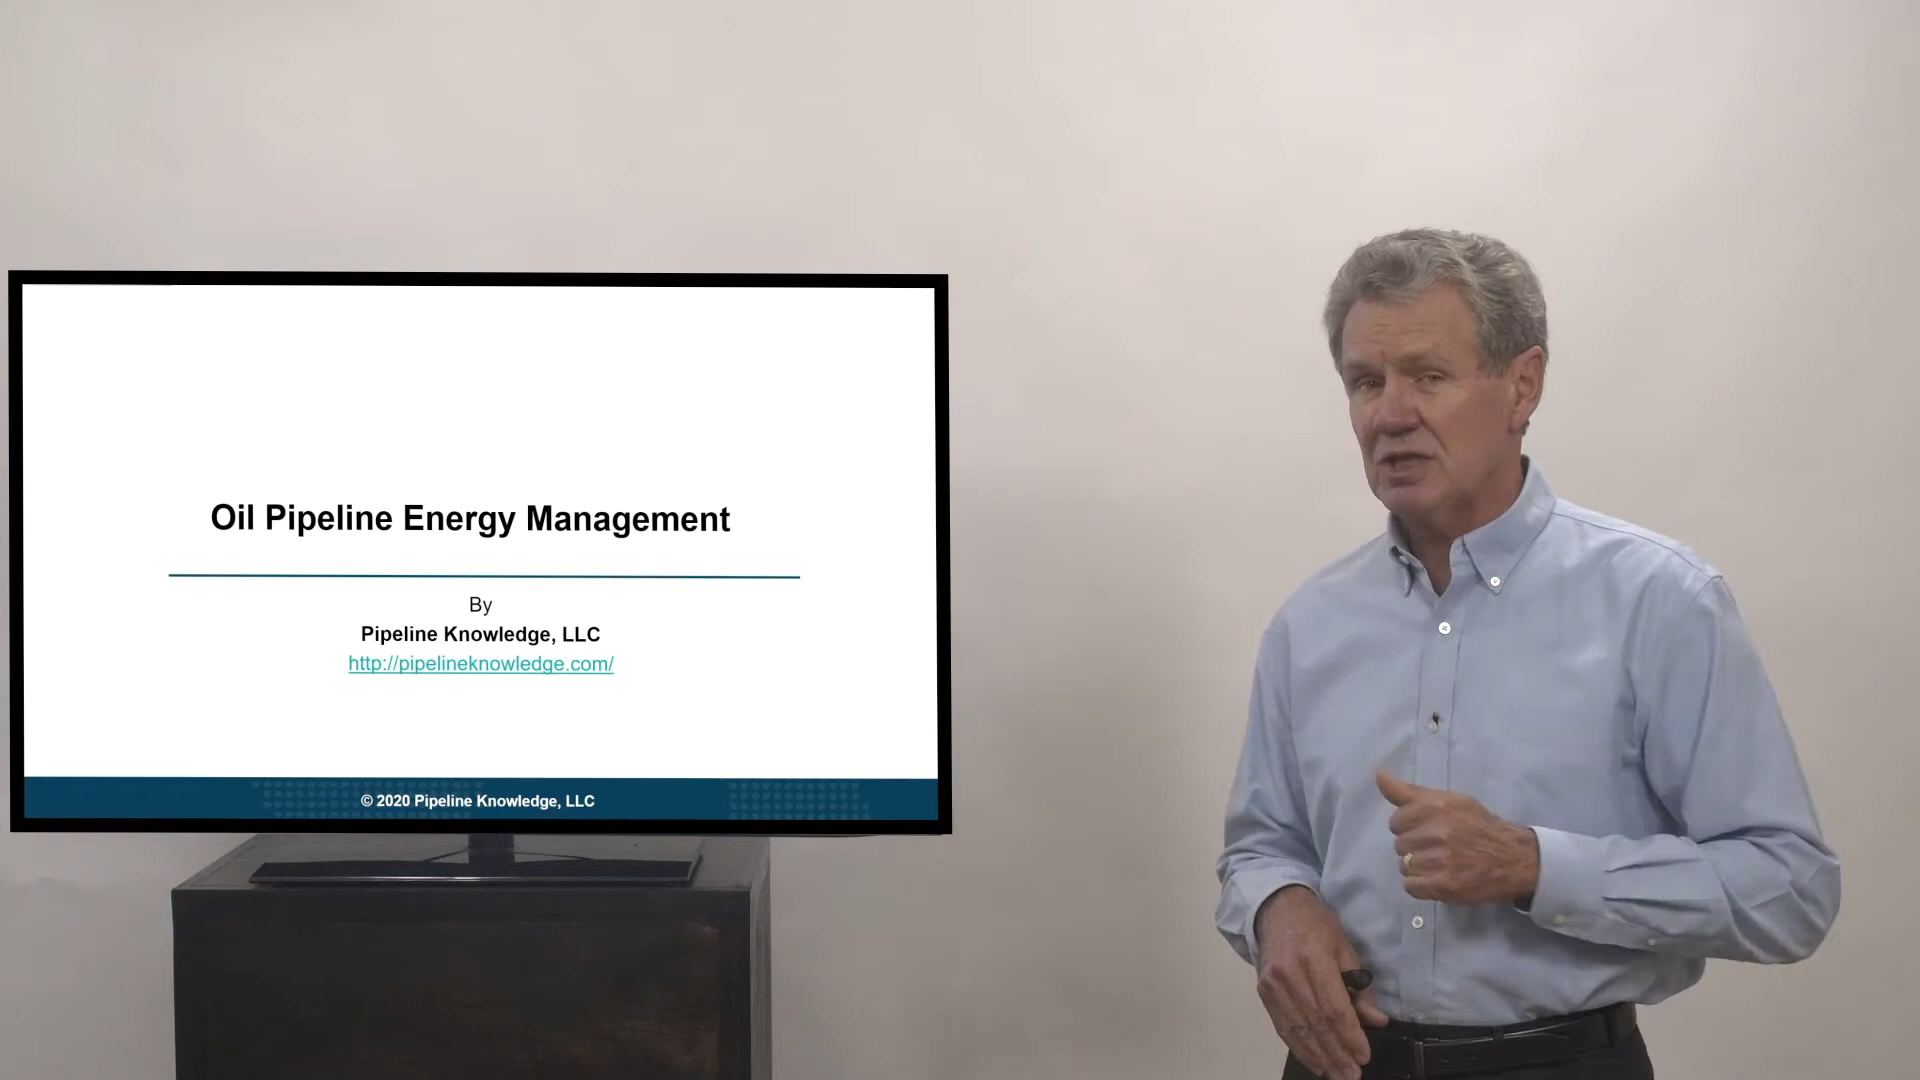 Oil Pipeline Energy Management
By
Pipeline Knowledge, LLC
http://pipelineknowledge.com/
© 2020 Pipeline Knowledge, LLC